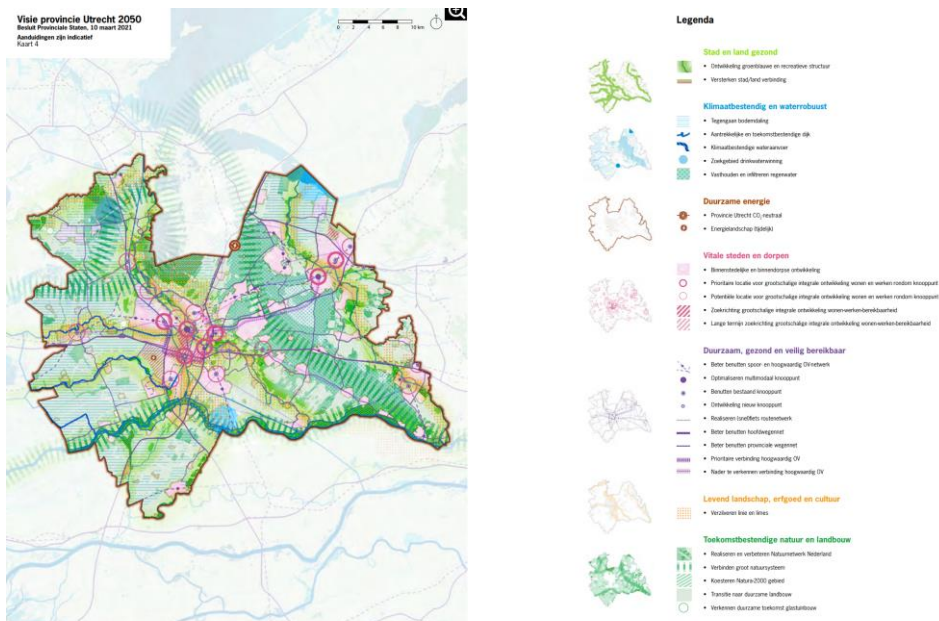 Visie provincie Utrecht 2050
Besluit Provinciale Staten, 10 maart 2021
Aanduidingen zijn indicatief
Kaart 4
0 2 4 6 8 10 km
Legenda
Stad en land gezond
• Ontwikkeling groenblauwe en recreatieve structuur
• Versterken stad/land verbinding
Klimaatbestendig en waterrobuust
• Tegengaan bodemdaling
• Aantrekkelijke en toekomstbestendige dijk
• Klimaatbestendige wateraanvoer
• Zoekgebied drinkwaterwinning
• Vasthouden en infiltreren regenwater
Duurzame energie
• Provincie Utrecht CO₂-neutraal
• Energielandschap (tijdelijk)
Vitale steden en dorpen
• Binnenstedelijke en binnendorpse ontwikkeling
• Prioritaire locatie voor grootschalige integrale ontwikkeling wonen en werken rondom knooppunt
• Potentiële locatie voor grootschalige integrale ontwikkeling wonen en werken rondom knooppunt
• Zoekrichting grootschalige integrale ontwikkeling wonen-werken-bereikbaarheid
• Lange termijn zoekrichting grootschalige integrale ontwikkeling wonen-werken-bereikbaarheid
Duurzaam, gezond en veilig bereikbaar
• Beter benutten spoor- en hoogwaardig OV-netwerk
• Optimaliseren multimodaal knooppunt
• Benutten bestaand knooppunt
• Ontwikkeling nieuw knooppunt
• Realiseren (snel)fiets routenetwerk
• Beter benutten hoofdwegennet
• Beter benutten provinciale wegennet
• Prioritaire verbinding hoogwaardig OV
• Nader te verkennen verbinding hoogwaardig OV
Levend landschap, erfgoed en cultuur
• Verzilveren linie en limes
Toekomstbestendige natuur en landbouw
• Realiseren en verbeteren Natuurnetwerk Nederland
• Verbinden groot natuursysteem
• Koesteren Natura-2000 gebied
• Transitie naar duurzame landbouw
• Verkennen duurzame toekomst glastuinbouw